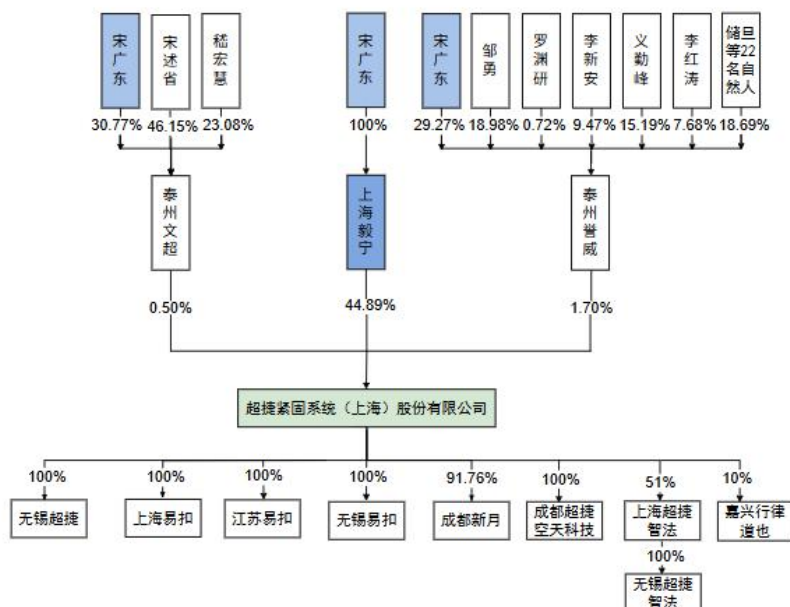 宋广东
宋述省
嵇宏慧
宋广东
宋广东
邹勇
罗渊研
李新安
义勤峰
李红涛
储旦
等22
名自
然人
30.77%
46.15%
23.08%
100%
29.27%
18.98%
0.72%
9.47%
15.19%
7.68%
18.69%
泰州文超
上海毅宁
泰州誉威
0.50%
44.89%
1.70%
超捷紧固系统（上海）股份有限公司
100%
100%
100%
100%
91.76%
100%
51%
10%
无锡超捷
上海易扣
江苏易扣
无锡易扣
成都新月
成都超捷
空天科技
上海超捷
智法
嘉兴行律
道也
100%
无锡超捷
智法